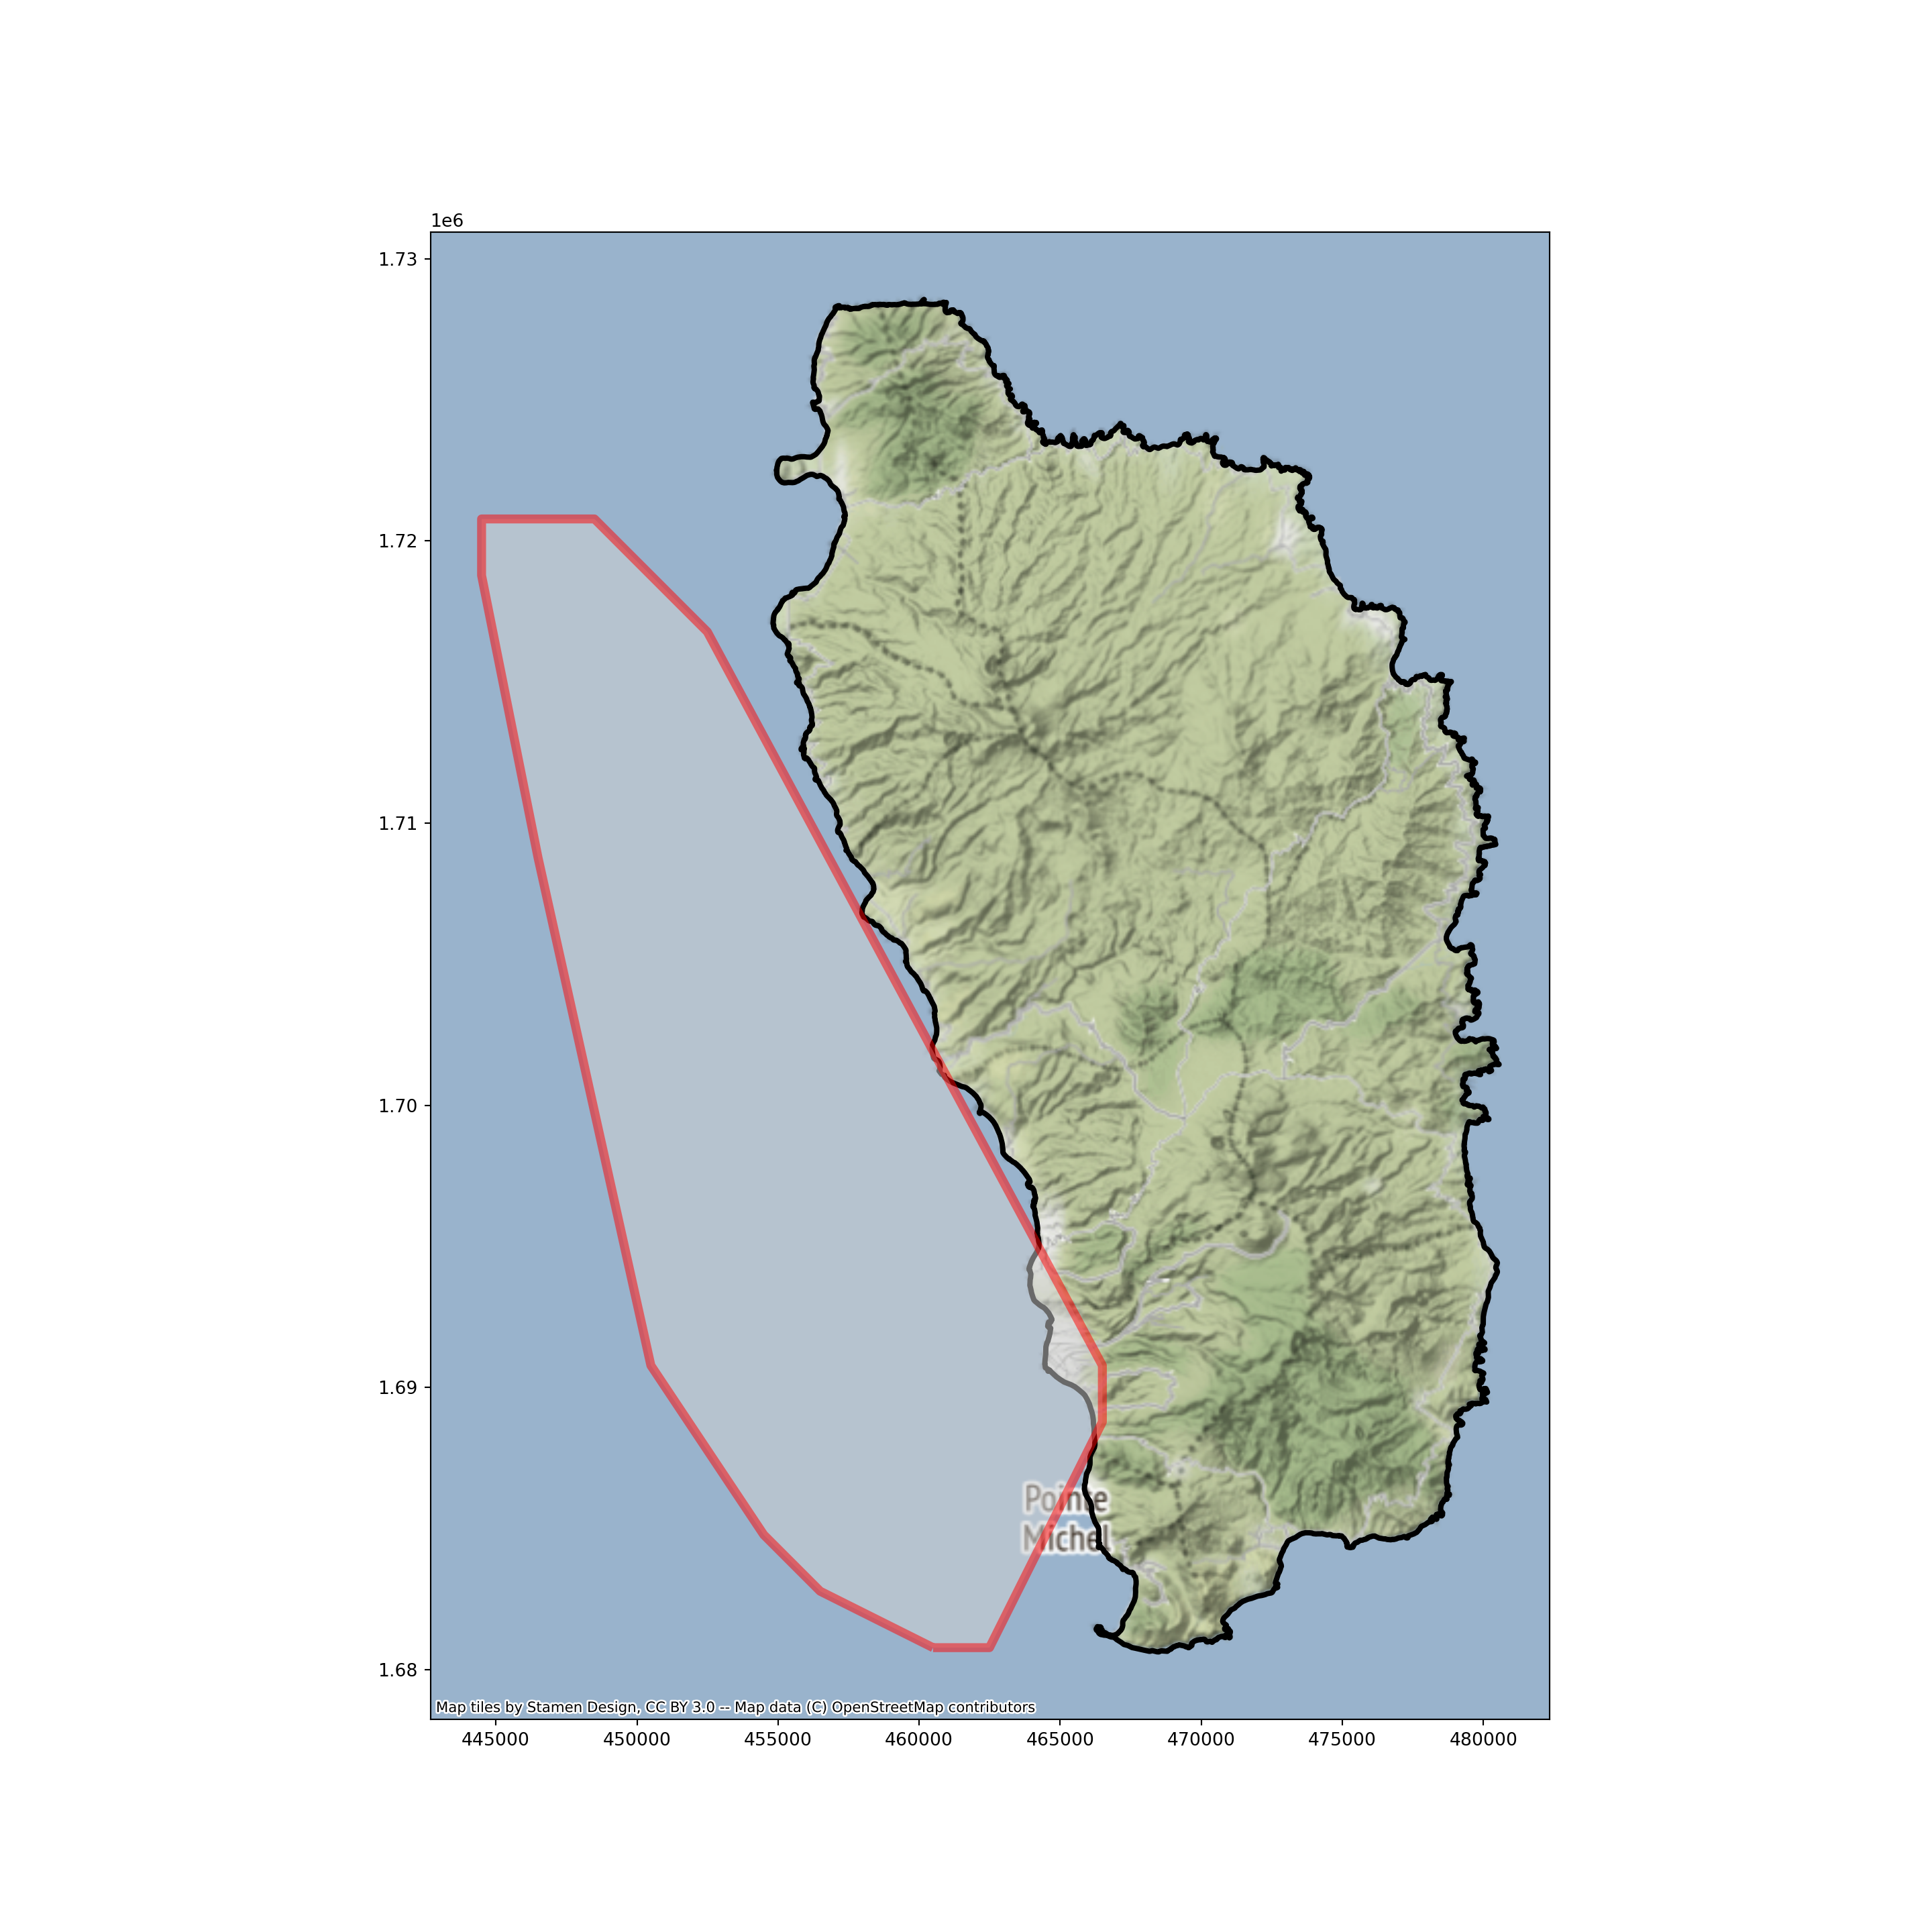 1e6
1.73
1.72
1.71
1.70
1.69
1.68
Pointe
Michel
Map tiles by Stamen Design, CC BY 3.0 -- Map data (C) OpenStreetMap contributors
445000 450000 455000 460000 465000 470000 475000 480000